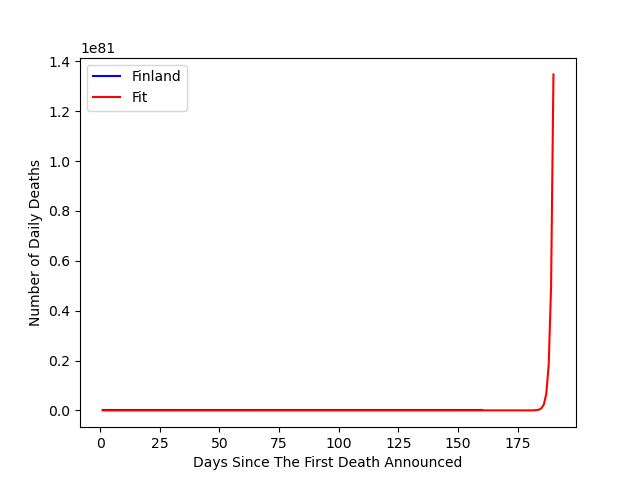 1e81
1.4
1.2
1.0
0.8
0.6
0.4
0.2
0.0
Number of Daily Deaths
Finland
Fit
0 25 50 75 100 125 150 175
Days Since The First Death Announced